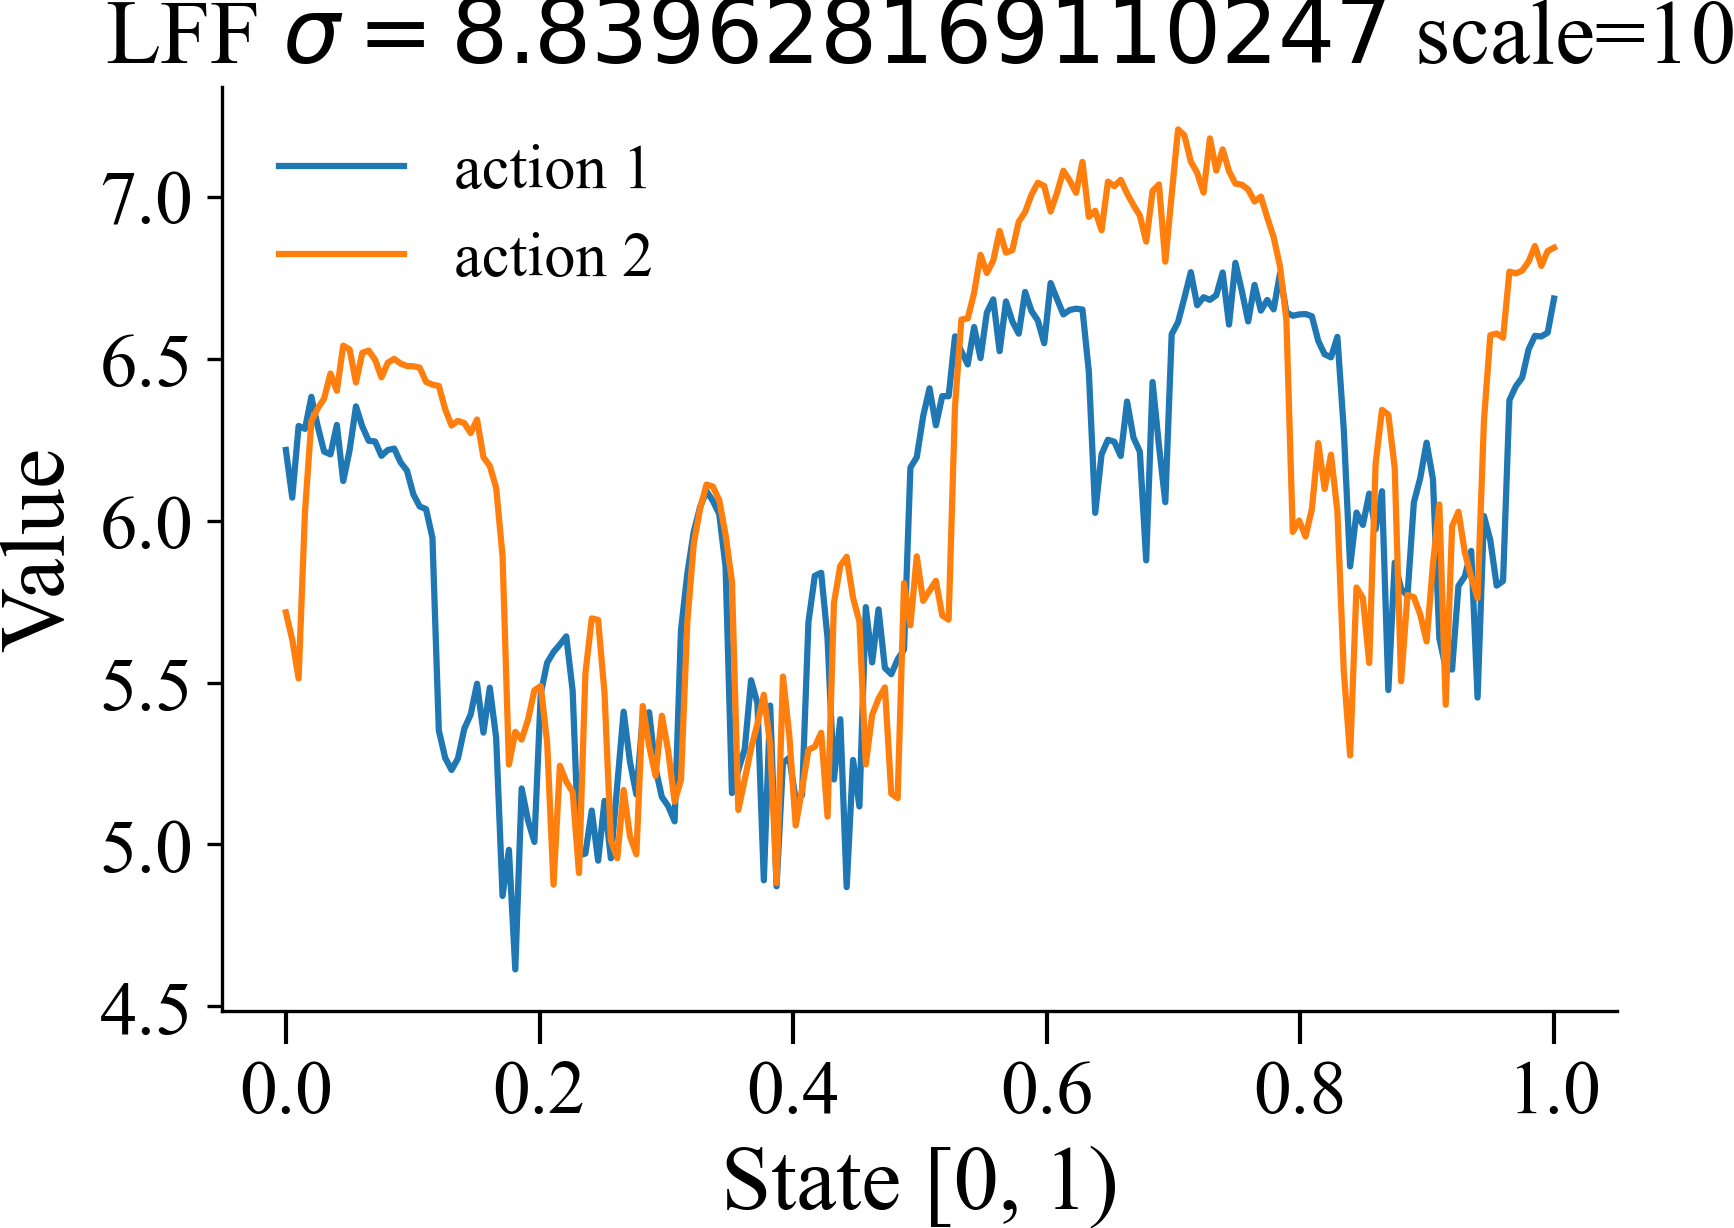 LFF σ = 8.839628169110247 scale=10
action 1
action 2
Value
7.0
6.5
6.0
5.5
5.0
4.5
0.0 0.2 0.4 0.6 0.8 1.0
State [0, 1)